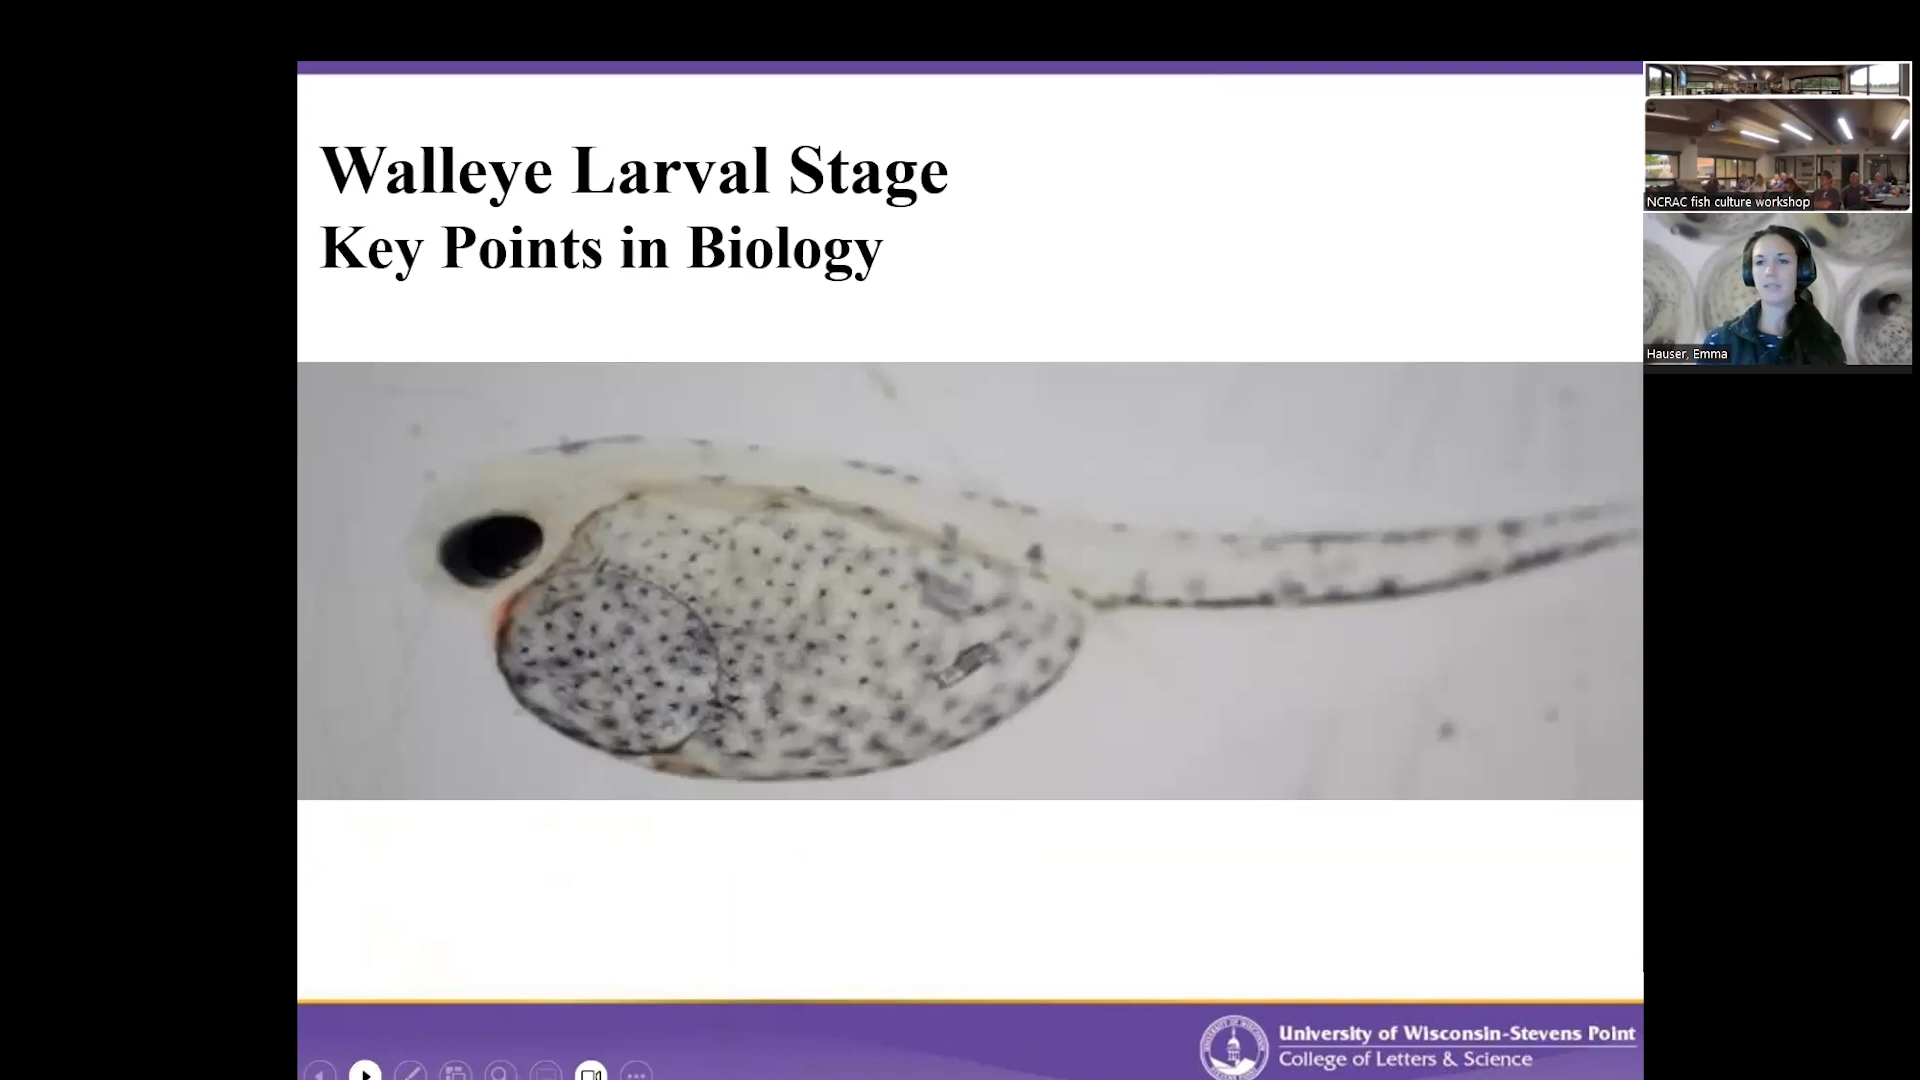 Walleye Larval Stage
Key Points in Biology
NCRAC fish culture workshop
Hauser, Emma
University of Wisconsin-Stevens Point
College of Letters & Science